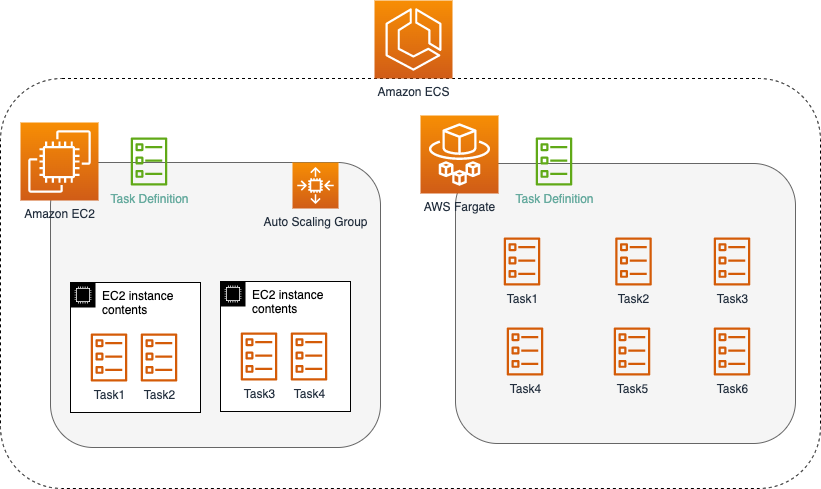 Amazon ECS
Amazon EC2
Task Definition
Auto Scaling Group
EC2 instance
contents
Task1
Task2
EC2 instance
contents
Task3
Task4
AWS Fargate
Task Definition
Task1
Task2
Task3
Task4
Task5
Task6